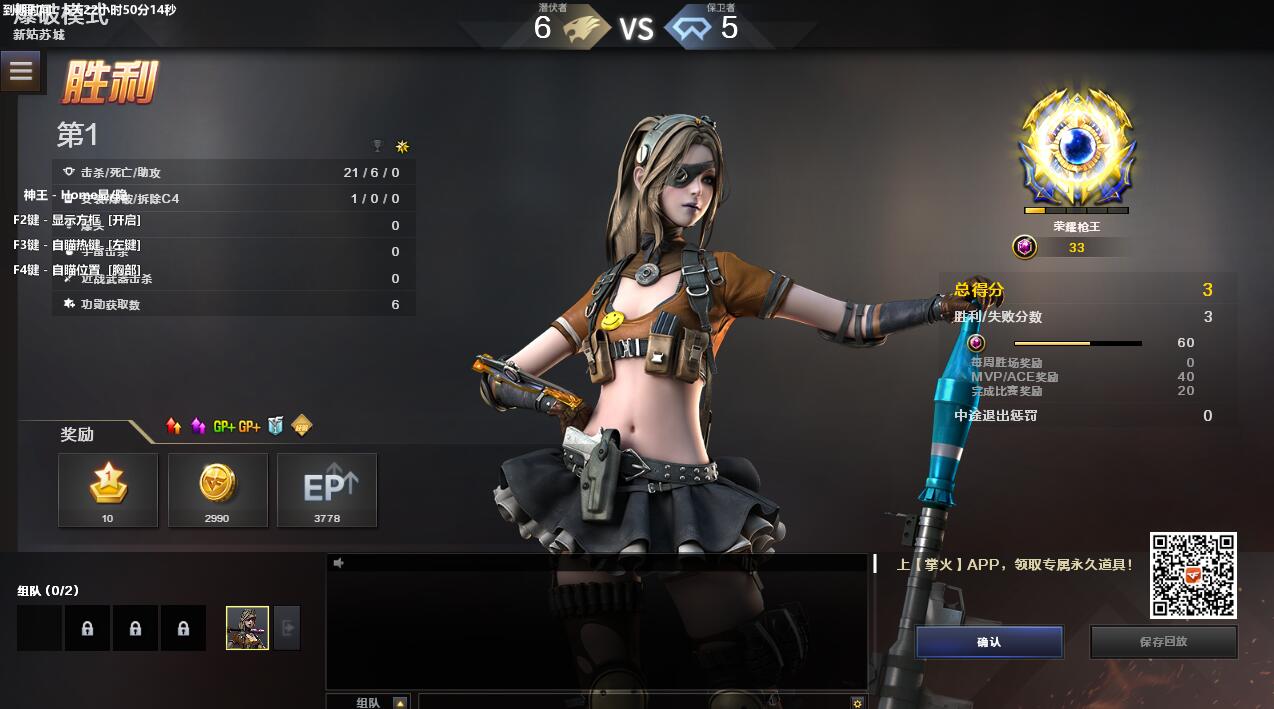 爆破模式
新姑苏城
潜伏者
6
VS
保卫者
5
胜利
第1
击杀/死亡/助攻
21 / 6 / 0
1 / 0 / 0
神王 - Home显/隐
F2键 - 显示方框 [开启]
0
F3键 - 自瞄热键 [左键]
0
F4键 - 自瞄位置 [胸部]
近战武器击杀
0
功勋获取数
6
荣耀枪王
33
总得分
3
胜利/失败分数
3
60
每周胜场奖励
0
MVP/ACE奖励
40
完成比赛奖励
20
中途退出惩罚
0
奖励
GP+ GP+
1
10
2990
EP
3778
组队 (0/2)
上【掌火】APP，领取专属永久道具!
确认
保存回放
组队